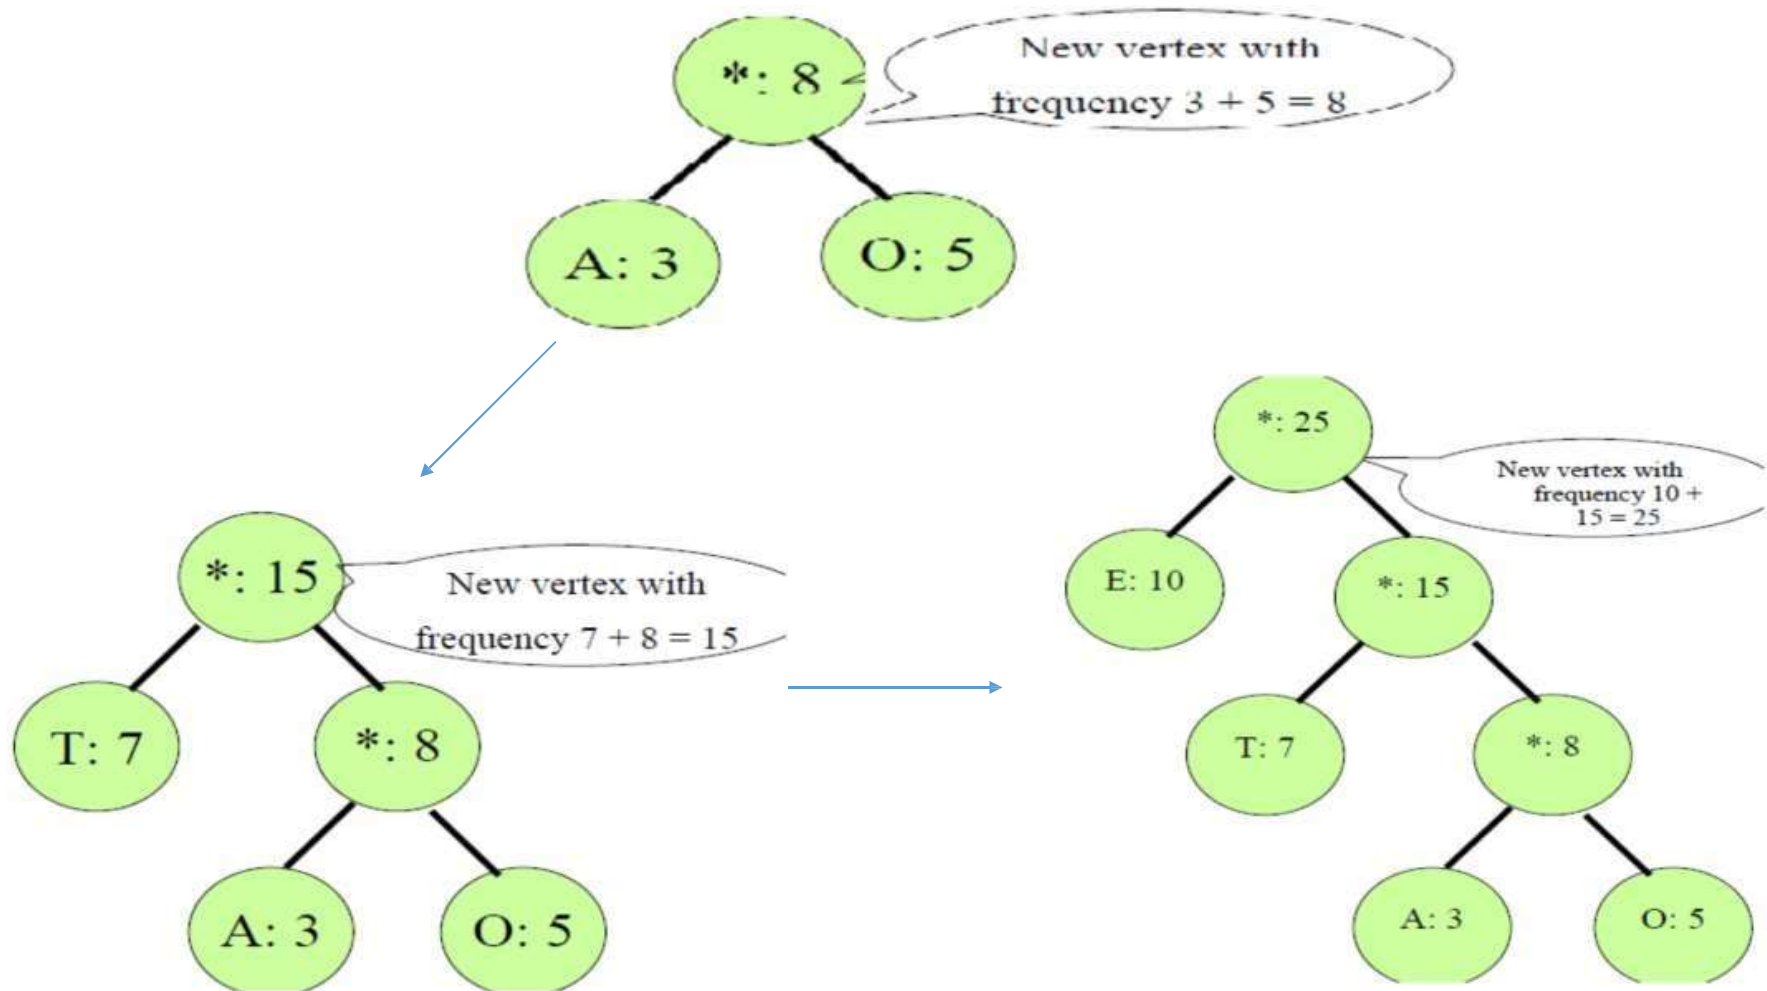 *: 8
New vertex with
frequency 3 + 5 = 8
A: 3
O: 5
*: 15
New vertex with
frequency 7 + 8 = 15
T: 7
*: 8
A: 3
O: 5
*: 25
New vertex with
frequency 10 +
15 = 25
E: 10
*: 15
T: 7
*: 8
A: 3
O: 5